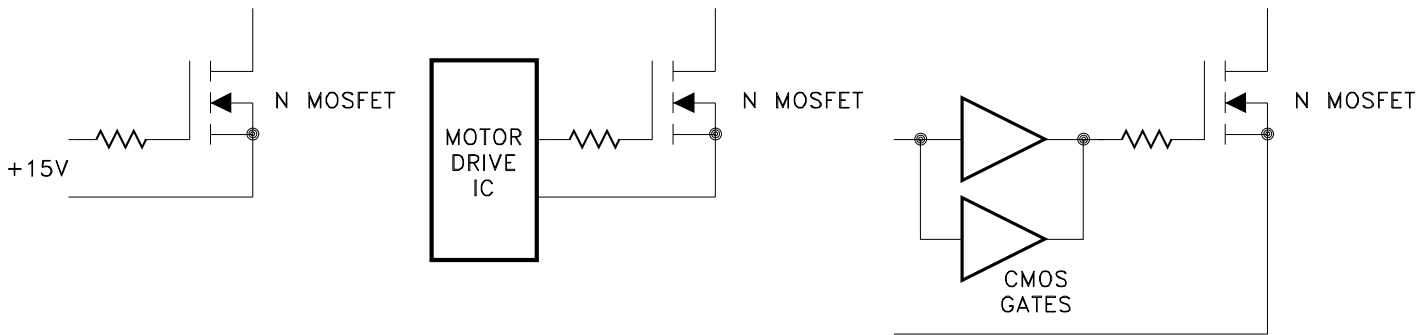 +15V
N MOSFET
MOTOR
DRIVE
IC
N MOSFET
CMOS
GATES
N MOSFET